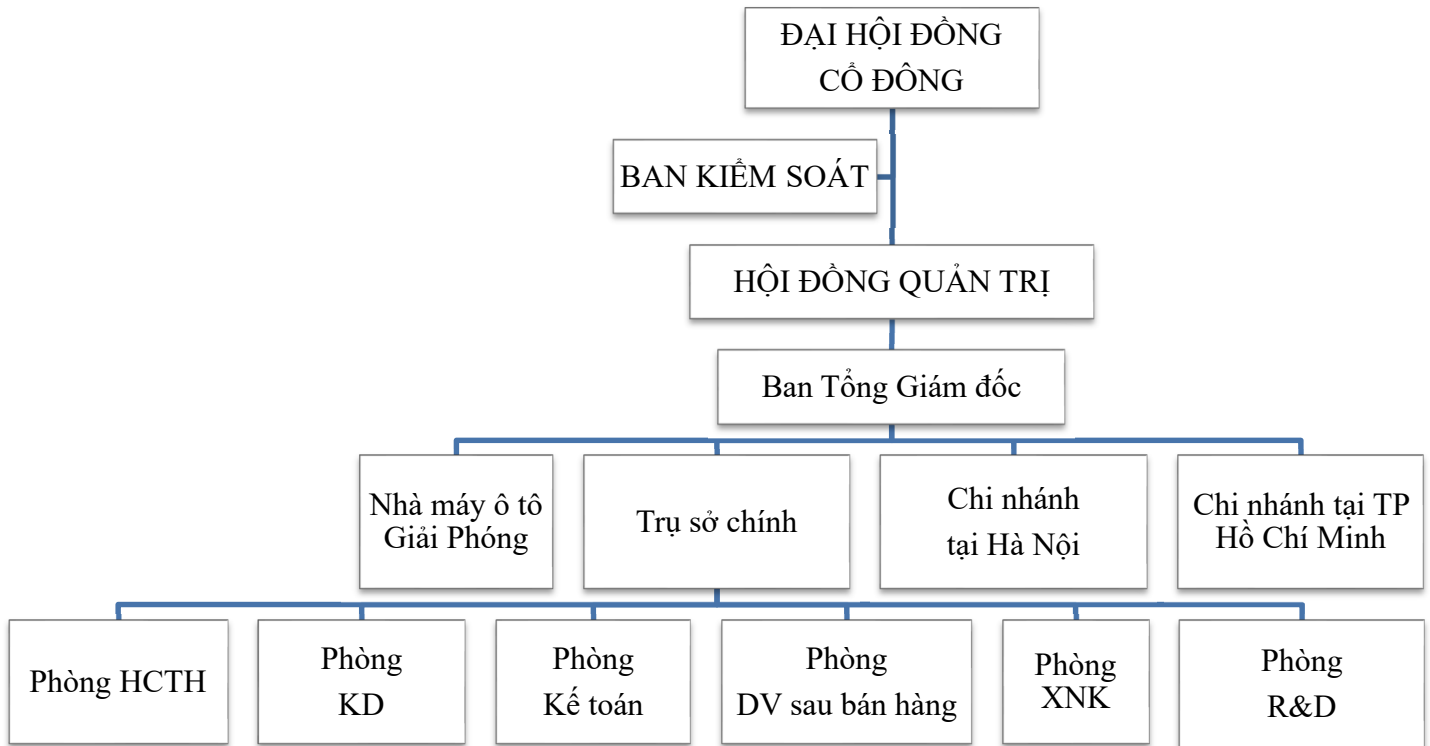 ĐẠI HỘI ĐỒNG
CỔ ĐÔNG
BAN KIỂM SOÁT
HỘI ĐỒNG QUẢN TRỊ
Ban Tổng Giám đốc
Nhà máy ô tô
Giải Phóng
Trụ sở chính
Chi nhánh
tại Hà Nội
Chi nhánh tại TP
Hồ Chí Minh
Phòng HCTH
Phòng
KD
Phòng
Kế toán
Phòng
DV sau bán hàng
Phòng
XNK
Phòng
R&D